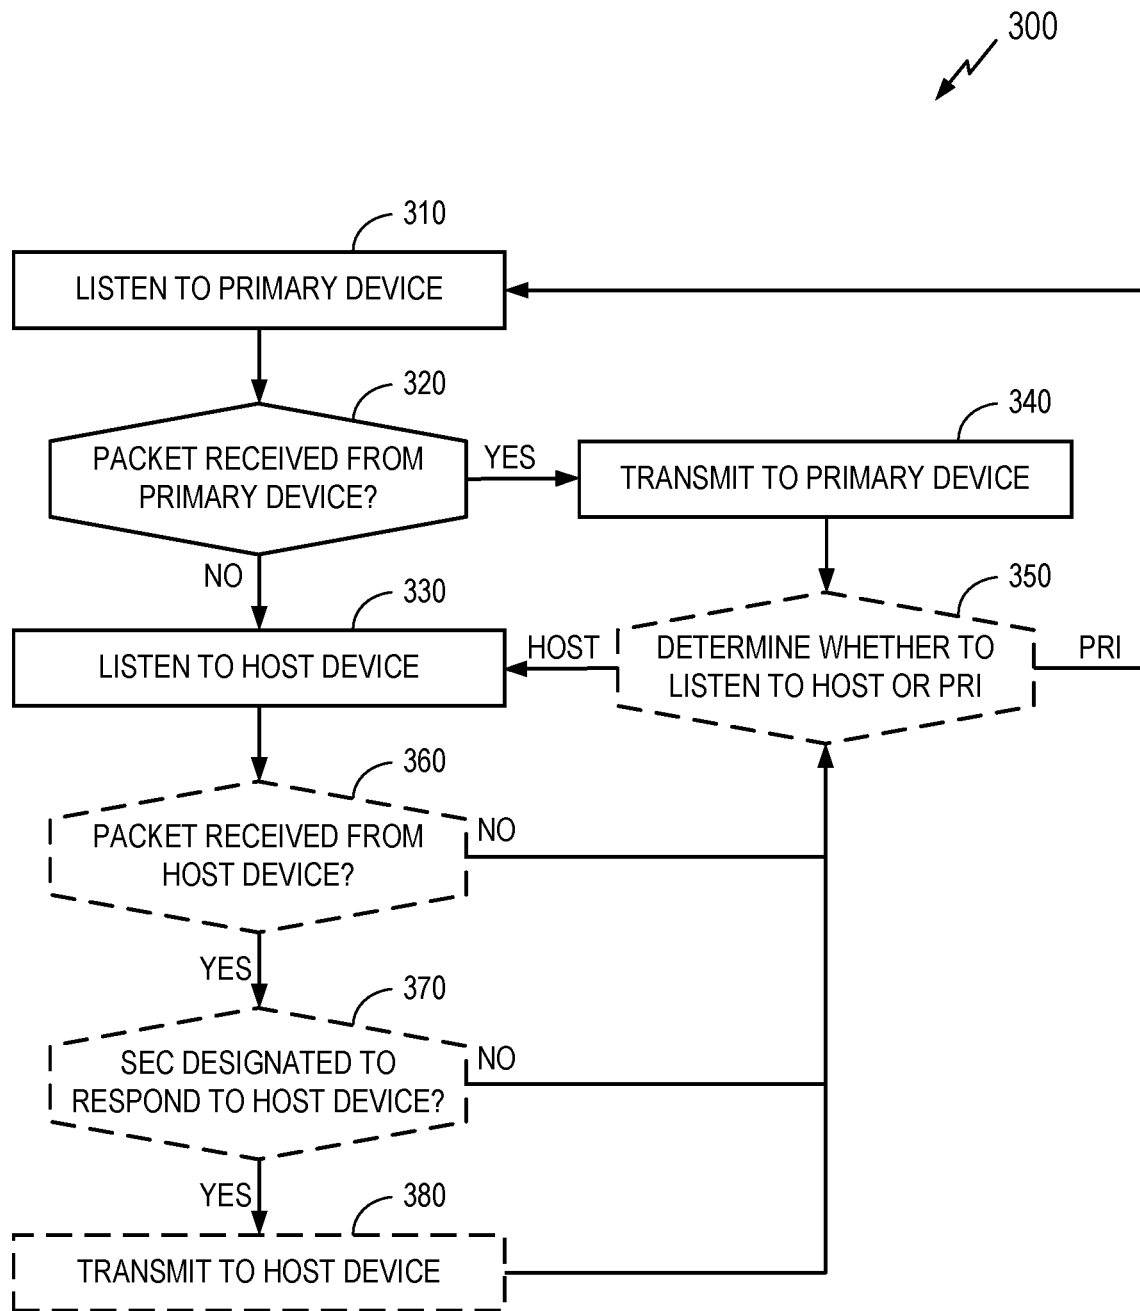 300
310
LISTEN TO PRIMARY DEVICE
320
PACKET RECEIVED FROM
PRIMARY DEVICE?
YES
340
TRANSMIT TO PRIMARY DEVICE
NO
330
LISTEN TO HOST DEVICE
HOST
350
DETERMINE WHETHER TO
LISTEN TO HOST OR PRI
PRI
360
PACKET RECEIVED FROM
HOST DEVICE?
NO
YES
370
SEC DESIGNATED TO
RESPOND TO HOST DEVICE?
NO
YES
380
TRANSMIT TO HOST DEVICE